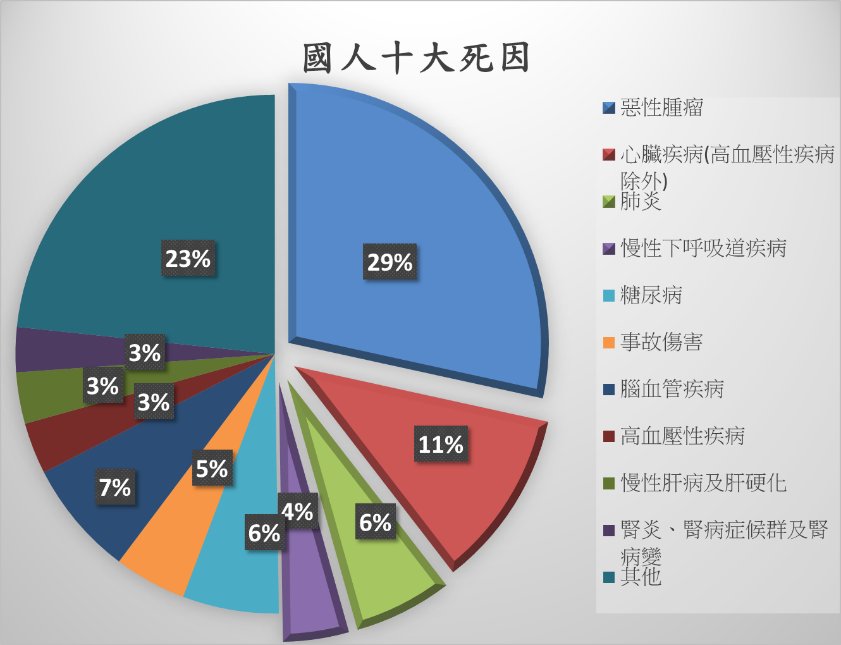 國人十大死因
29%
11%
6%
4%
6%
5%
7%
3%
3%
3%
23%
惡性腫瘤
心臟疾病(高血壓性疾病
除外)
肺炎
慢性下呼吸道疾病
糖尿病
事故傷害
腦血管疾病
高血壓性疾病
慢性肝病及肝硬化
腎炎、腎病症候群及腎
病變
其他